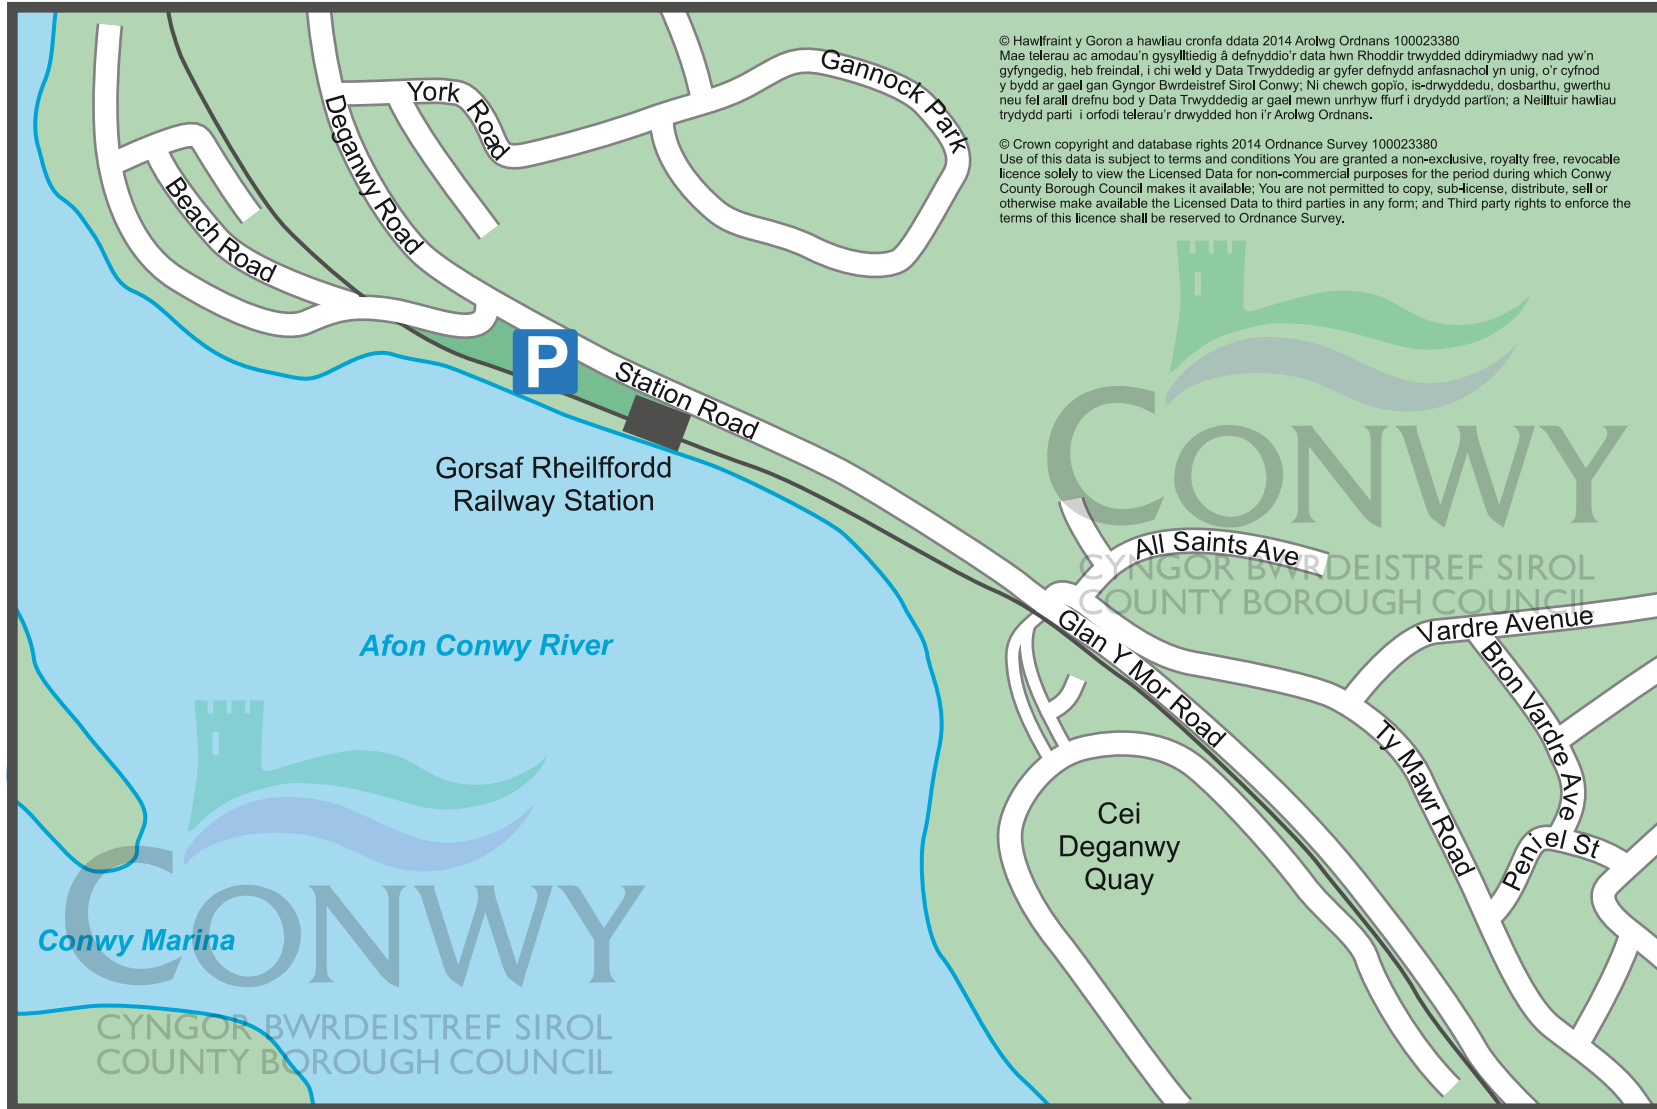 © Hawlfraint y Goron a hawliau cronfa ddata 2014 Arolwg Ordnans 100023380
Mae telerau ac amodau'n gysylltiedig â defnyddio'r data hwn Rhoddir trwydded ddirymiadwy nad yw'n
gyfyngedig, heb freindal, i chi weld y Data Trwyddedig ar gyfer defnydd anfasnachol yn unig, o'r cyfnod
y bydd ar gael gan Gyngor Bwrdeistref Sirol Conwy; Ni chewch gopïo, is-drwyddedu, dosbarthu, gwerthu
neu fel arall drefnu bod y Data Trwyddedig ar gael mewn unrhyw ffurf i drydydd partïon; a Neilltuir hawliau
trydydd parti i orfodi telerau'r drwydded hon i'r Arolwg Ordnans.
© Crown copyright and database rights 2014 Ordnance Survey 100023380
Use of this data is subject to terms and conditions You are granted a non-exclusive, royalty free, revocable
licence solely to view the Licensed Data for non-commercial purposes for the period during which Conwy
County Borough Council makes it available; You are not permitted to copy, sub-license, distribute, sell or
otherwise make available the Licensed Data to third parties in any form; and Third party rights to enforce the
terms of this licence shall be reserved to Ordnance Survey.
Gannock Park
York Road
Deganwy Road
Beach Road
P
Station Road
Gorsaf Rheilffordd
Railway Station
CONWY
CYNGOR BWRDEISTREF SIROL
COUNTY BOROUGH COUNCIL
All Saints Ave
Vardre Avenue
Glan Y Mor Road
Bron Vardre Ave
Ty Mawr Road
Peniel St
Afon Conwy River
Cei
Deganwy
Quay
Conwy Marina
CONWY
CYNGOR BWRDEISTREF SIROL
COUNTY BOROUGH COUNCIL